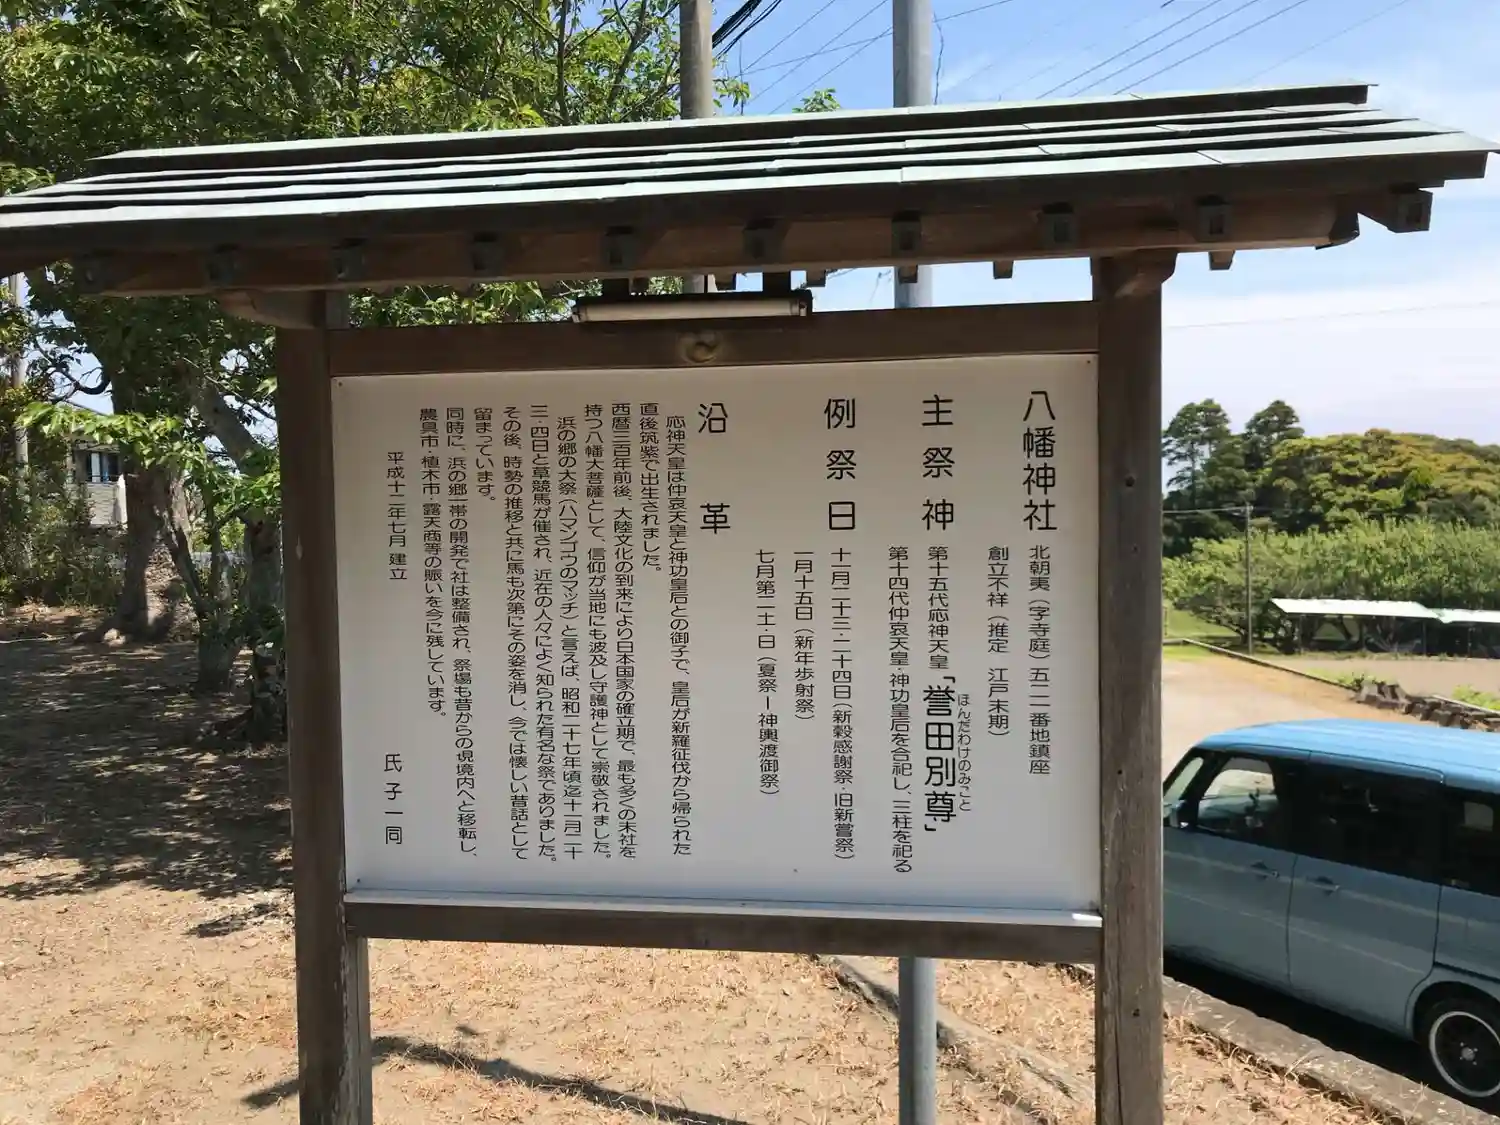 八幡神社 北朝夷(字寺庭)五二一番地鎮座
創立不祥(推定 江戸末期)
主祭神 第十五代応神天皇「誉田別尊」
ほんだわけのみこと
第十四代仲哀天皇・神功皇后を合祀し、三柱を祀る
例祭日 十一月二十三・二十四日(新穀感謝祭・旧新嘗祭)
一月十五日(新年歩射祭)
七月第二土・日(夏祭ー神輿渡御祭)
沿革
応神天皇は仲哀天皇と神功皇后との御子で、皇后が新羅征伐から帰られた
直後筑紫で出生されました。
西暦三百年前後、大陸文化の到来により日本国家の確立期で、最も多くの末社を
持つ八幡大菩薩として、信仰が当地にも波及し守護神として崇敬されました。
浜の郷の大祭(ハマンゴウのマッチ)と言えば、昭和二十七年頃迄十一月二十
三・四日と草競馬が催され、近在の人々によく知られた有名な祭でありました。
その後、時勢の推移と共に馬も次第にその姿を消し、今では懐しい昔話として
留まっています。
同時に、浜の郷一帯の開発で社は整備され、祭場も昔からの現境内へと移転し、
農具市・植木市・露天商等の賑いを今に残しています。
平成十二年七月 建立
氏子一同